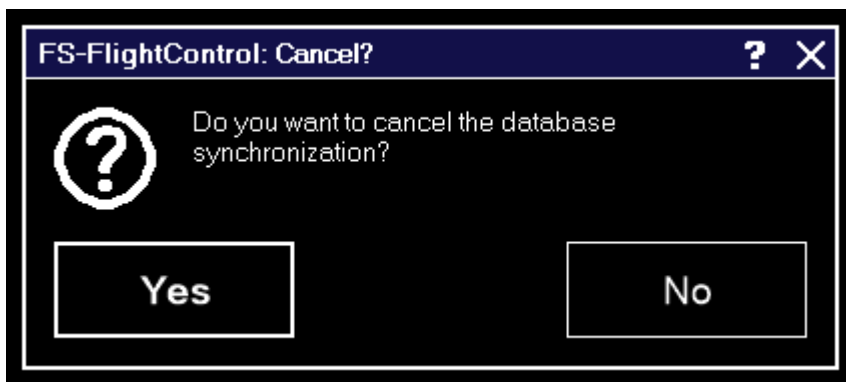 FS-FlightControl: Cancel? ? X
Do you want to cancel the database
synchronization?
Yes No